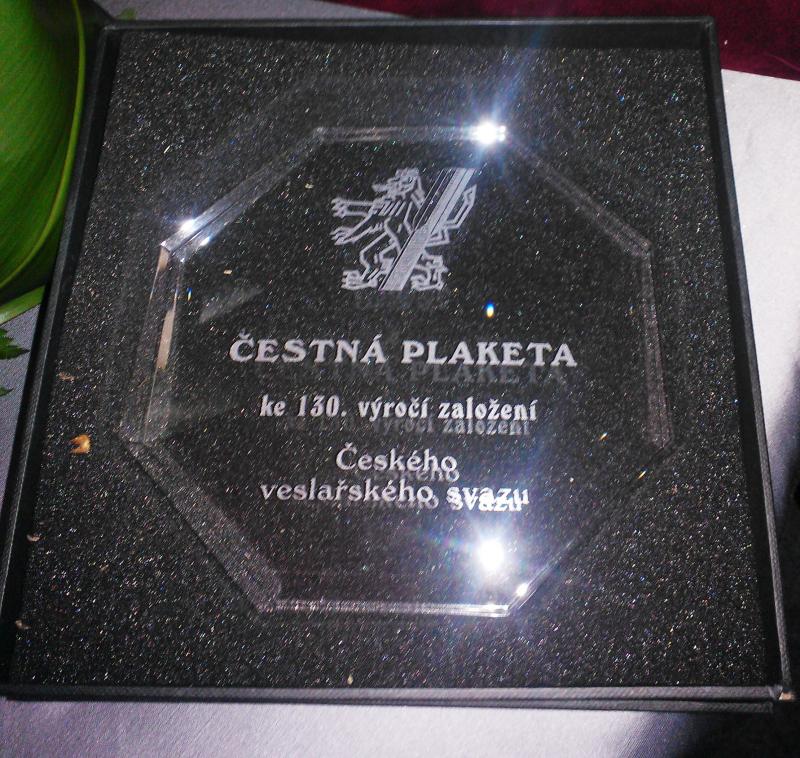 ČESTNÁ PLAKETA
ke 130. výročí založení
Českého
veslařského svazu